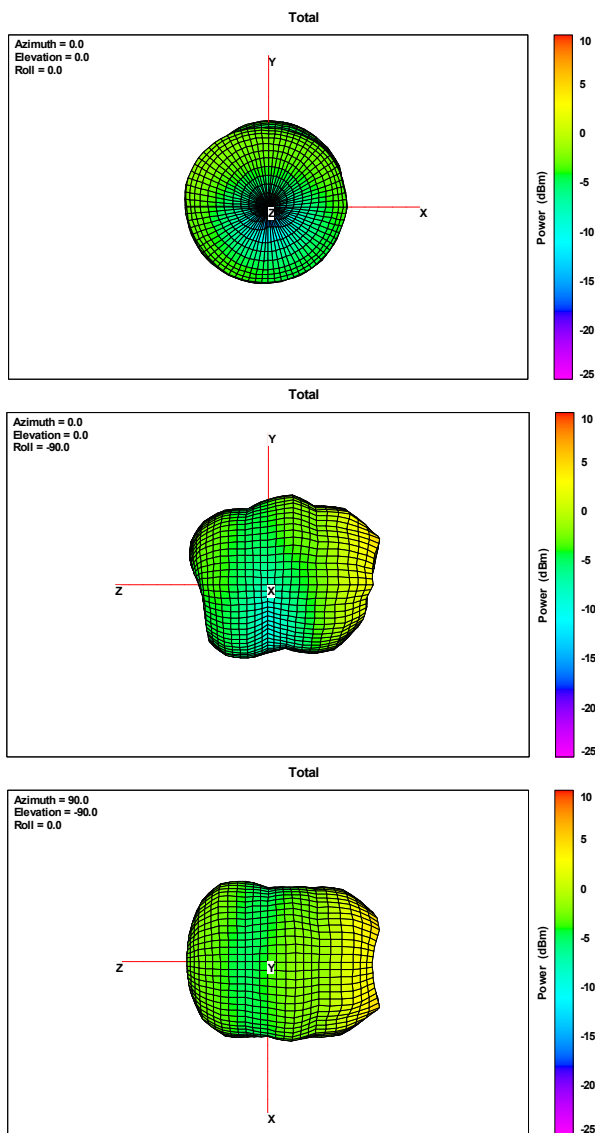 Total
Azimuth = 0.0
Elevation = 0.0
Roll = 0.0
Y
Z
X
10
5
0
-5
-10
-15
-20
-25
Power (dBm)
Total
Azimuth = 0.0
Elevation = 0.0
Roll = -90.0
Y
Z
X
10
5
0
-5
-10
-15
-20
-25
Power (dBm)
Total
Azimuth = 90.0
Elevation = -90.0
Roll = 0.0
Z
Y
X
10
5
0
-5
-10
-15
-20
-25
Power (dBm)